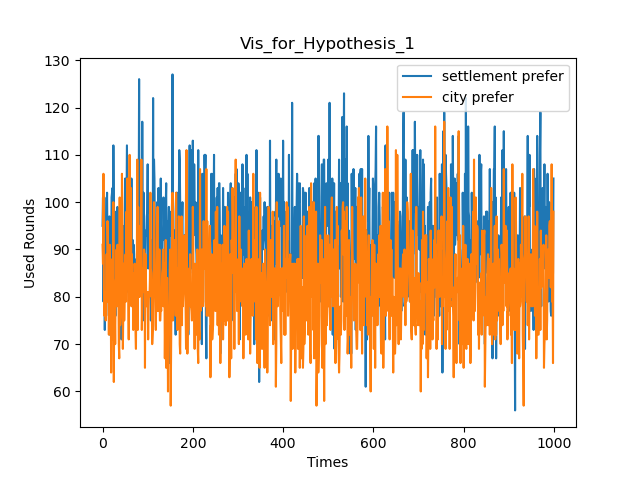 Vis_for_Hypothesis_1
settlement prefer
city prefer
Used Rounds
130
120
110
100
90
80
70
60
0
200
400
600
800
1000
Times